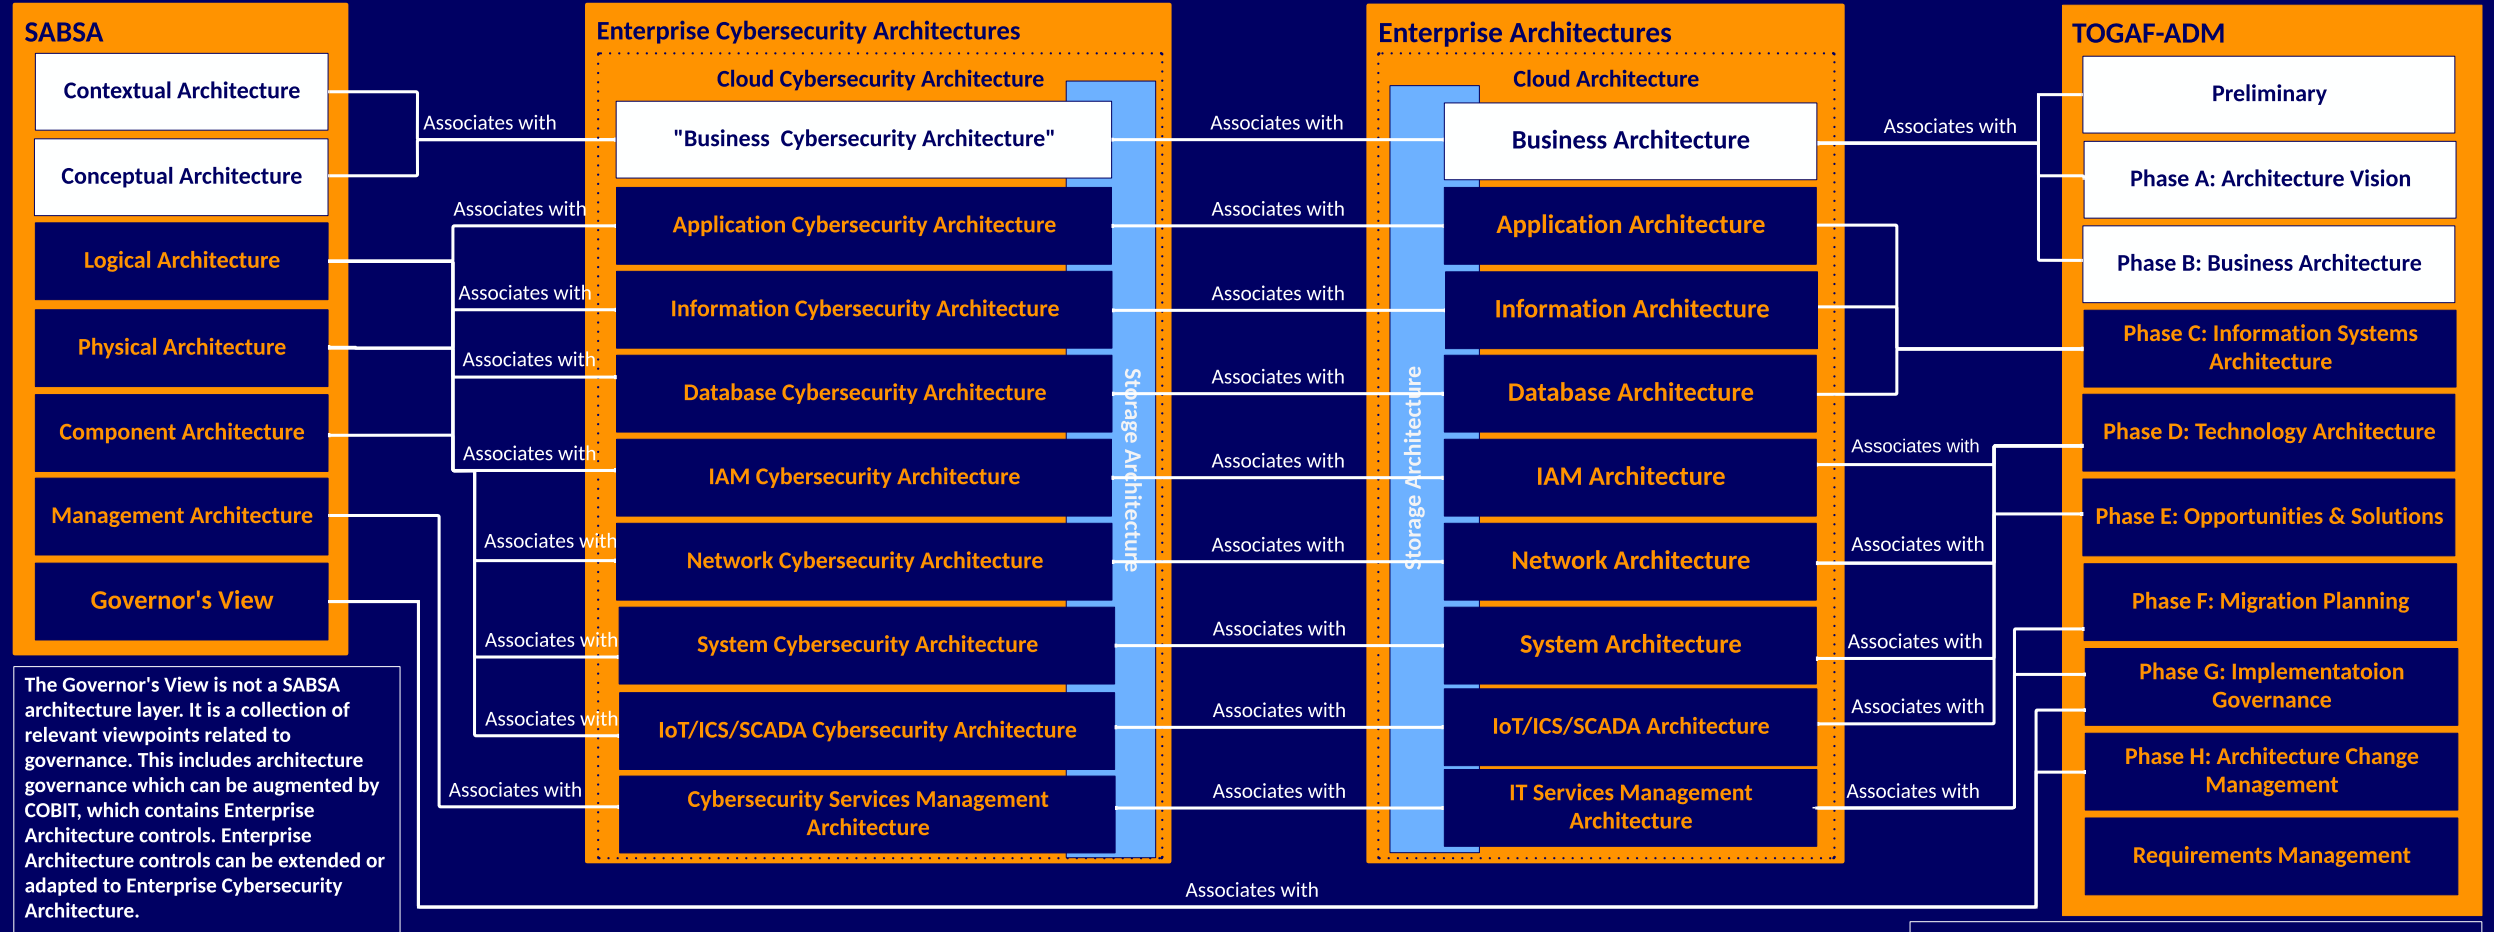 SABSA
Contextual Architecture
Conceptual Architecture
Logical Architecture
Physical Architecture
Component Architecture
Management Architecture
Governor's View
The Governor's View is not a SABSA
architecture layer. It is a collection of
relevant viewpoints related to
governance. This includes architecture
governance which can be augmented by
COBIT, which contains Enterprise
Architecture controls. Enterprise
Architecture controls can be extended or
adapted to Enterprise Cybersecurity
Architecture.
Associates with
Associates with
Associates with
Associates with
Associates with
Associates with
Associates with
Associates with
Associates with
Enterprise Cybersecurity Architectures
Cloud Cybersecurity Architecture
"Business  Cybersecurity Architecture"
Application Cybersecurity Architecture
Information Cybersecurity Architecture
Database Cybersecurity Architecture
IAM Cybersecurity Architecture
Network Cybersecurity Architecture
System Cybersecurity Architecture
IoT/ICS/SCADA Cybersecurity Architecture
Cybersecurity Services Management
Architecture
Storage Architecture
Associates with
Associates with
Associates with
Associates with
Associates with
Associates with
Associates with
Associates with
Associates with
Associates with
Enterprise Architectures
Cloud Architecture
Storage Architecture
Business Architecture
Application Architecture
Information Architecture
Database Architecture
IAM Architecture
Network Architecture
System Architecture
IoT/ICS/SCADA Architecture
IT Services Management
Architecture
Associates with
Associates with
Associates with
Associates with
Associates with
Associates with
TOGAF-ADM
Preliminary
Phase A: Architecture Vision
Phase B: Business Architecture
Phase C: Information Systems
Architecture
Phase D: Technology Architecture
Phase E: Opportunities & Solutions
Phase F: Migration Planning
Phase G: Implementatoion
Governance
Phase H: Architecture Change
Management
Requirements Management